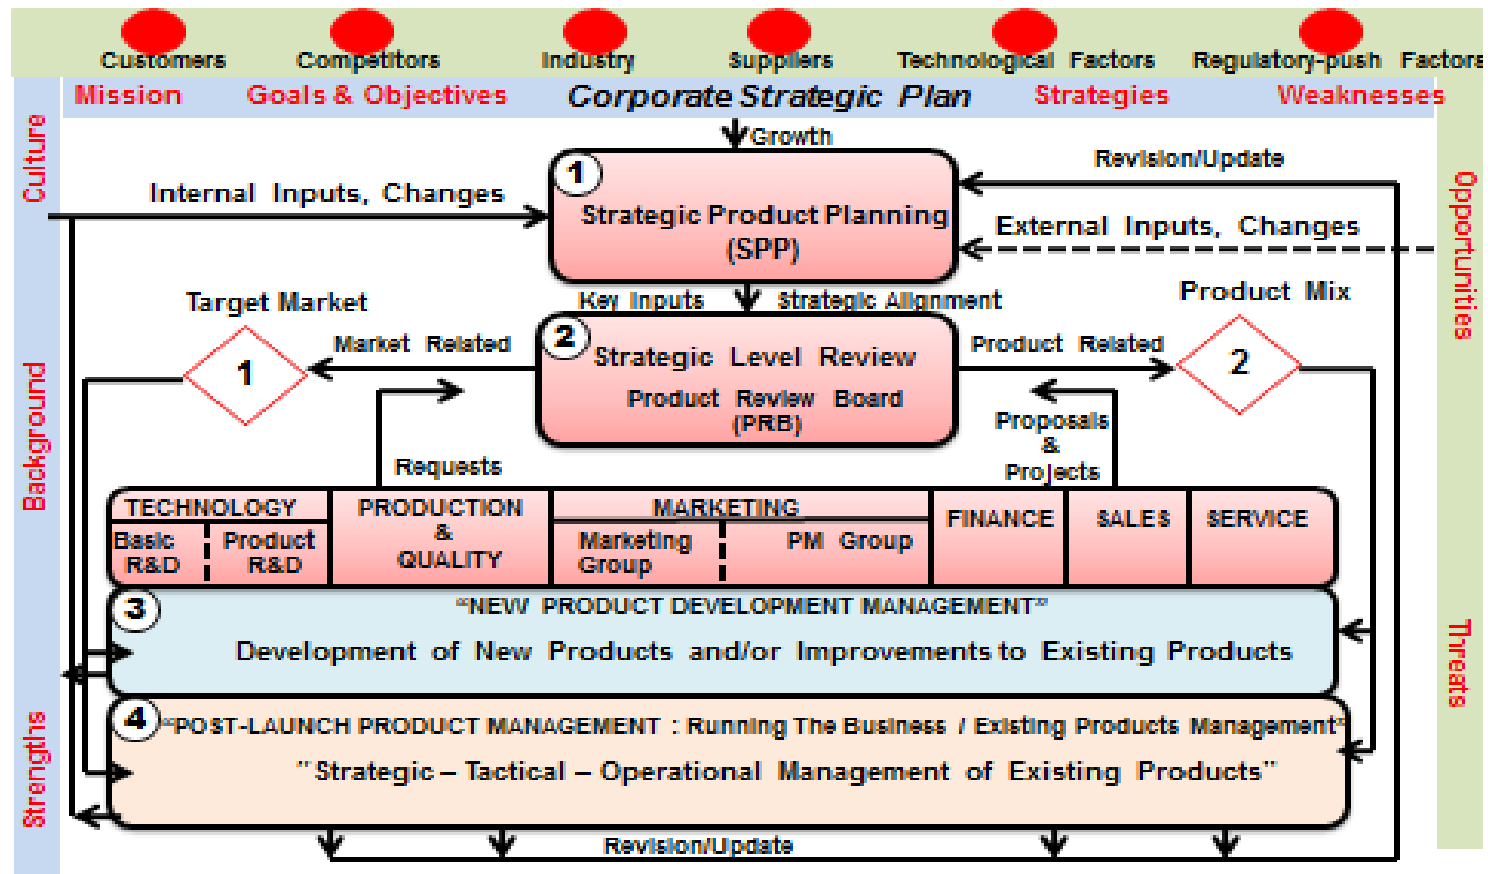 Customers Competitors Industry Suppliers Technological Factors Regulatory-push Factors
Mission Goals & Objectives Corporate Strategic Plan Strategies Weaknesses
Culture
Background
Strengths
Opportunities
Threats
Growth
1
Strategic Product Planning
(SPP)
Internal Inputs, Changes
Revision/Update
External Inputs, Changes
Key Inputs Strategic Alignment
Target Market
1
Market Related
2
Strategic Level Review
Product Review Board
(PRB)
Product Related
Product Mix
2
Requests
Proposals
&
Projects
TECHNOLOGY
Basic
R&D
Product
R&D
PRODUCTION
&
QUALITY
MARKETING
Marketing
Group
PM Group
FINANCE
SALES
SERVICE
3
“NEW PRODUCT DEVELOPMENT MANAGEMENT”
Development of New Products and/or Improvements to Existing Products
4
“POST-LAUNCH PRODUCT MANAGEMENT : Running The Business / Existing Products Management”
”Strategic – Tactical – Operational Management of Existing Products”
Revision/Update